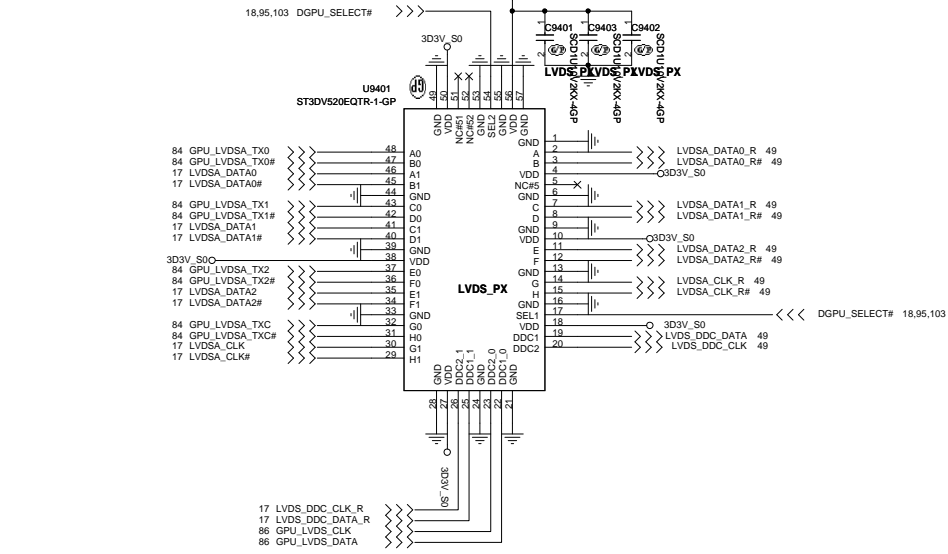 18,95,103 DGPU_SELECT#
3D3V_S0
C9401 C9403 C9402
1 1 1
2 2 2
SCD1U10V2KX-4GP SCD1U10V2KX-4GP SCD1U10V2KX-4GP
LVDS_PX LVDS_PX LVDS_PX
U9401
ST3DV520EQTR-1-GP
49 50 51 52 53 54 55 56 57
GND VDD NC#51 NC#52 GND SEL2 GND VDD GND
GND 1
84 GPU_LVDSA_TX0 48 A0 A 2 LVDSA_DATA0_R 49
84 GPU_LVDSA_TX0# 47 B0 B 3 LVDSA_DATA0_R# 49
17 LVDSA_DATA0 46 A1 VDD 4 3D3V_S0
17 LVDSA_DATA0# 45 B1 NC#5 5
44 GND GND 6
84 GPU_LVDSA_TX1 43 C0 C 7 LVDSA_DATA1_R 49
84 GPU_LVDSA_TX1# 42 D0 D 8 LVDSA_DATA1_R# 49
17 LVDSA_DATA1 41 C1 GND 9
17 LVDSA_DATA1# 40 D1 VDD 10 3D3V_S0
39 GND E 11 LVDSA_DATA2_R 49
3D3V_S0 38 VDD F 12 LVDSA_DATA2_R# 49
84 GPU_LVDSA_TX2 37 E0 GND 13
84 GPU_LVDSA_TX2# 36 F0 G 14 LVDSA_CLK_R 49
17 LVDSA_DATA2 35 E1 H 15 LVDSA_CLK_R# 49
LVDS_PX
17 LVDSA_DATA2# 34 F1 GND 16
33 GND SEL1 17 DGPU_SELECT# 18,95,103
84 GPU_LVDSA_TXC 32 G0 VDD 18 3D3V_S0
84 GPU_LVDSA_TXC# 31 H0 DDC1 19 LVDS_DDC_DATA 49
17 LVDSA_CLK 30 G1 DDC2 20 LVDS_DDC_CLK 49
17 LVDSA_CLK# 29 H1
GND VDD DDC2_1 DDC1_1 GND DDC2_0 DDC1_0 GND
28 27 26 25 24 23 22 21
3D3V_S0
17 LVDS_DDC_CLK_R
17 LVDS_DDC_DATA_R
86 GPU_LVDS_CLK
86 GPU_LVDS_DATA